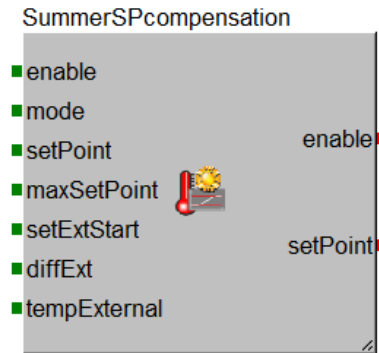 SummerSPcompensation
enable
mode
setPoint
maxSetPoint
setExtStart
diffExt
tempExternal
enable
setPoint